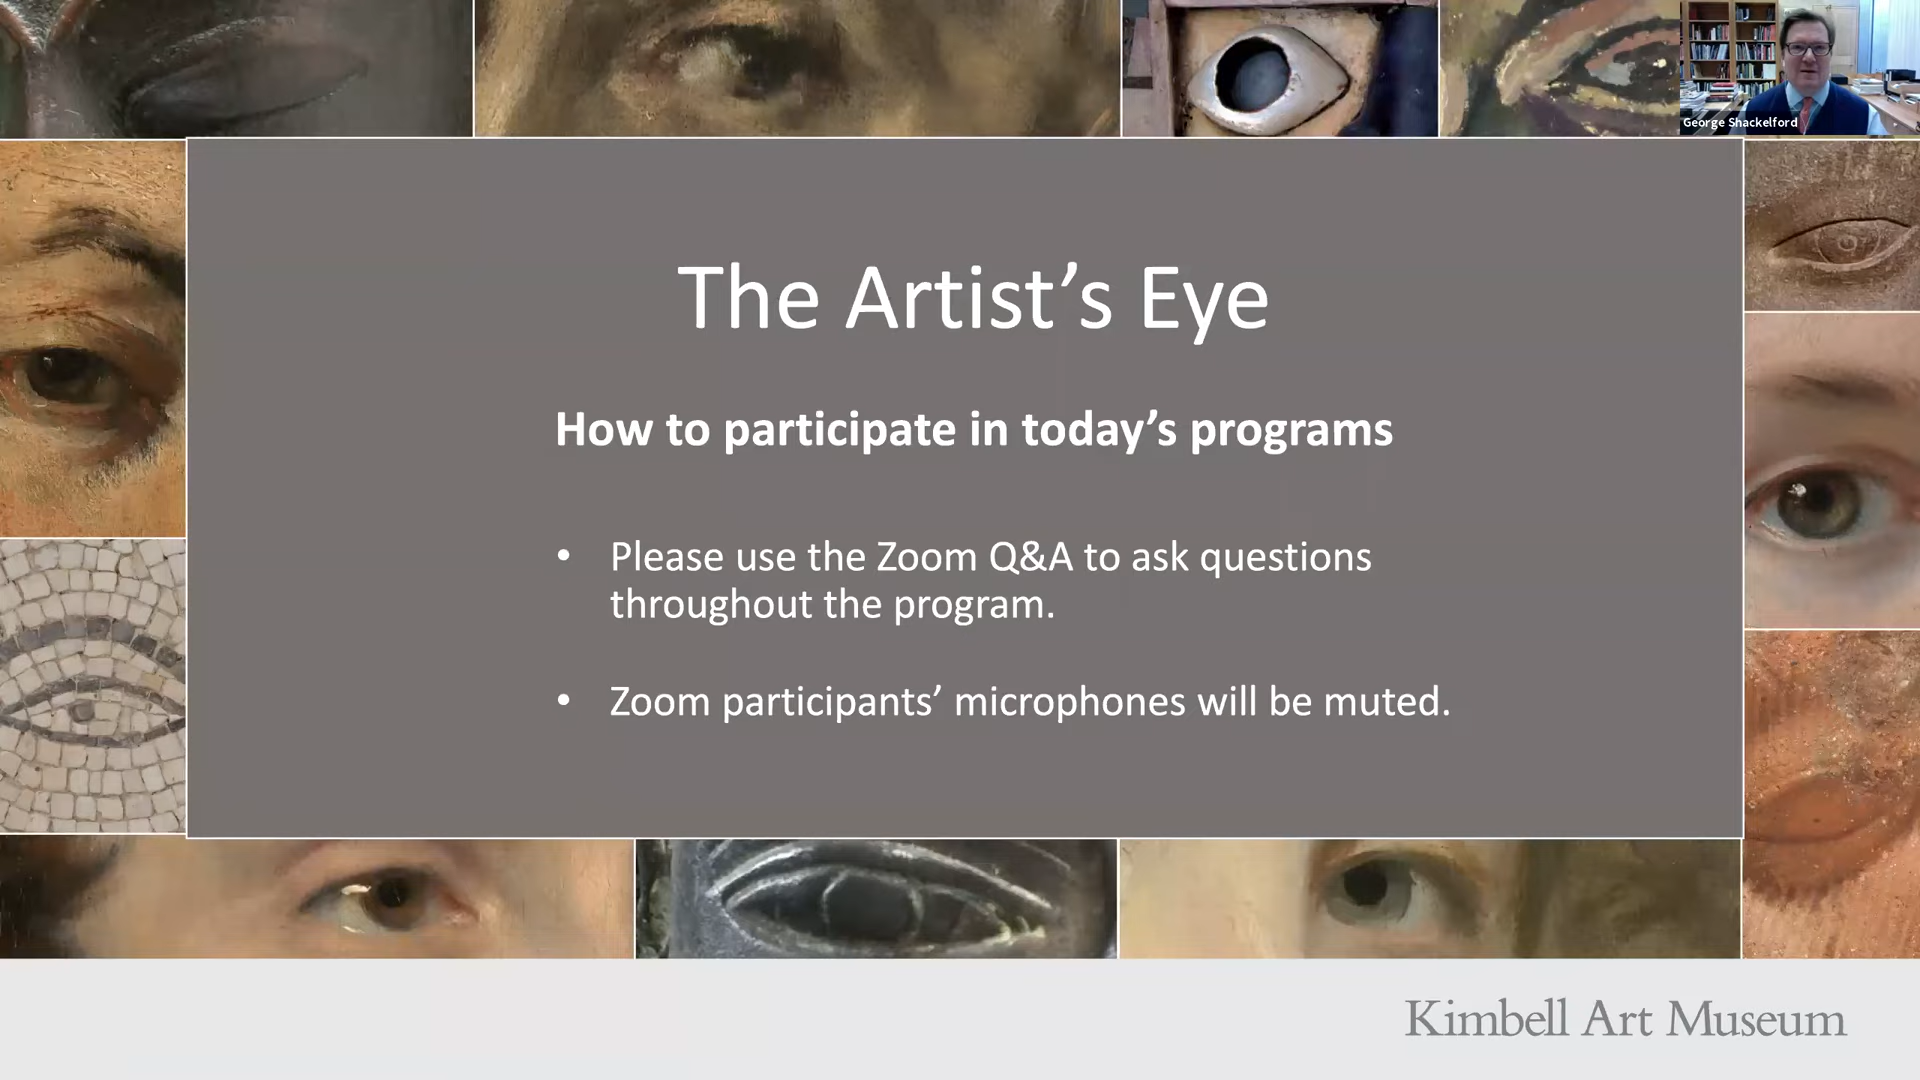 George Shackelford
The Artist’s Eye
How to participate in today’s programs
• Please use the Zoom Q&A to ask questions
throughout the program.
• Zoom participants’ microphones will be muted.
Kimbell Art Museum